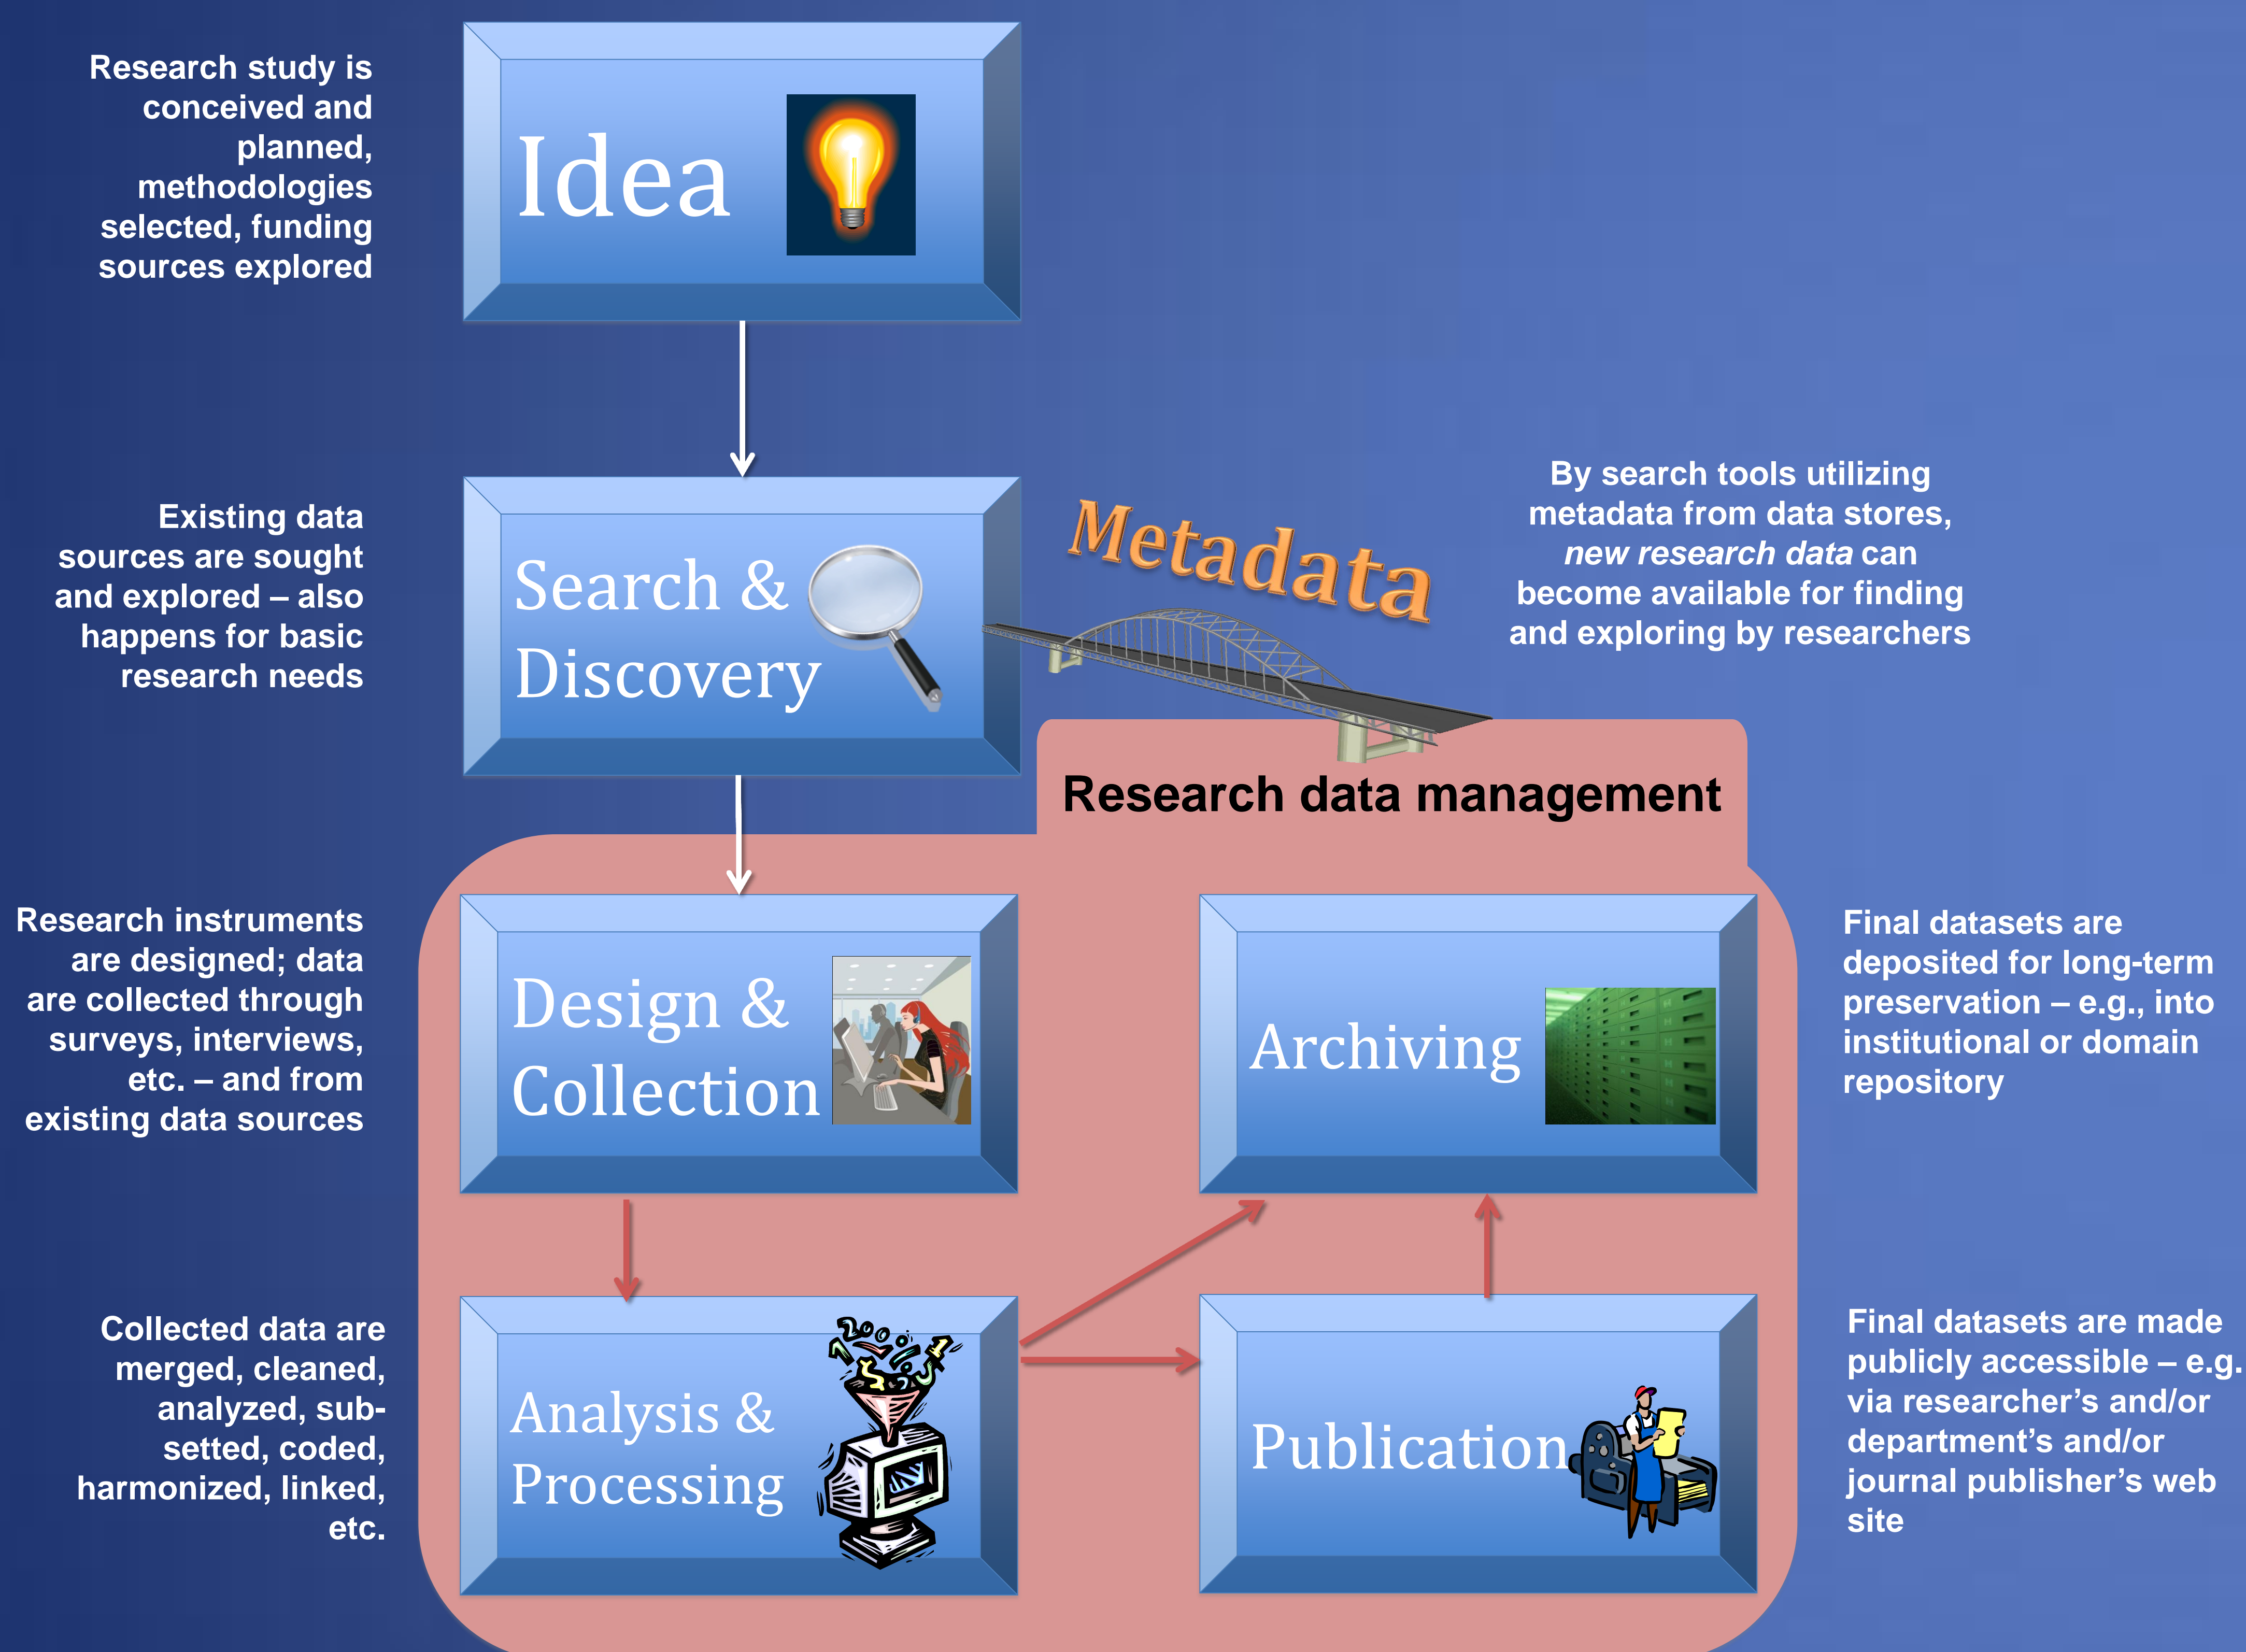 Research study is
conceived and
planned,
methodologies
selected, funding
sources explored
Idea
Existing data
sources are sought
and explored – also
happens for basic
research needs
Search &
Discovery
Metadata
By search tools utilizing
metadata from data stores,
new research data can
become available for finding
and exploring by researchers
Research data management
Research instruments
are designed; data
are collected through
surveys, interviews,
etc. – and from
existing data sources
Design &
Collection
Archiving
Final datasets are
deposited for long-term
preservation – e.g., into
institutional or domain
repository
Collected data are
merged, cleaned,
analyzed, sub-
setted, coded,
harmonized, linked,
etc.
Analysis &
Processing
Publication
Final datasets are made
publicly accessible – e.g.
via researcher’s and/or
department’s and/or
journal publisher’s web
site